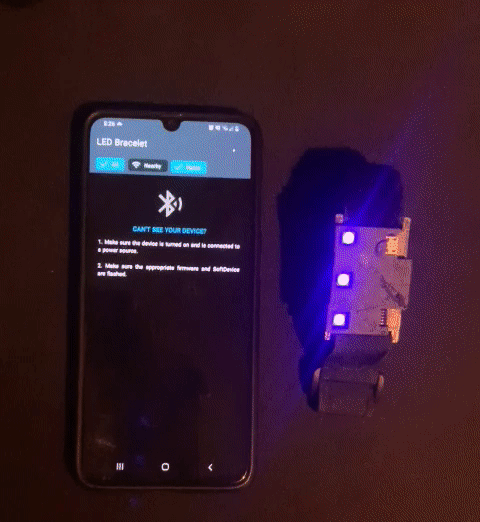 LED Bracelet
Nearby
CAN'T SEE YOUR DEVICE?
1. Make sure the device is turned on and is connected to
a power source.
2. Make sure the appropriate firmware and SoftDevice
are flashed.